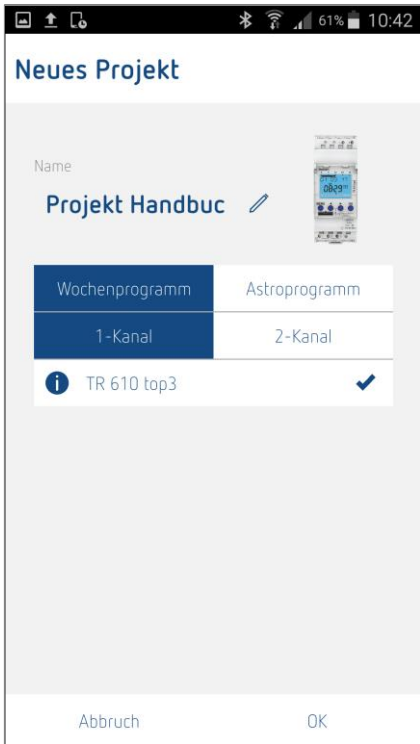 61% 10:42
Neues Projekt
Name
Projekt Handbuc
Wochenprogramm Astroprogramm
1-Kanal 2-Kanal
i TR 610 top3
Abbruch OK